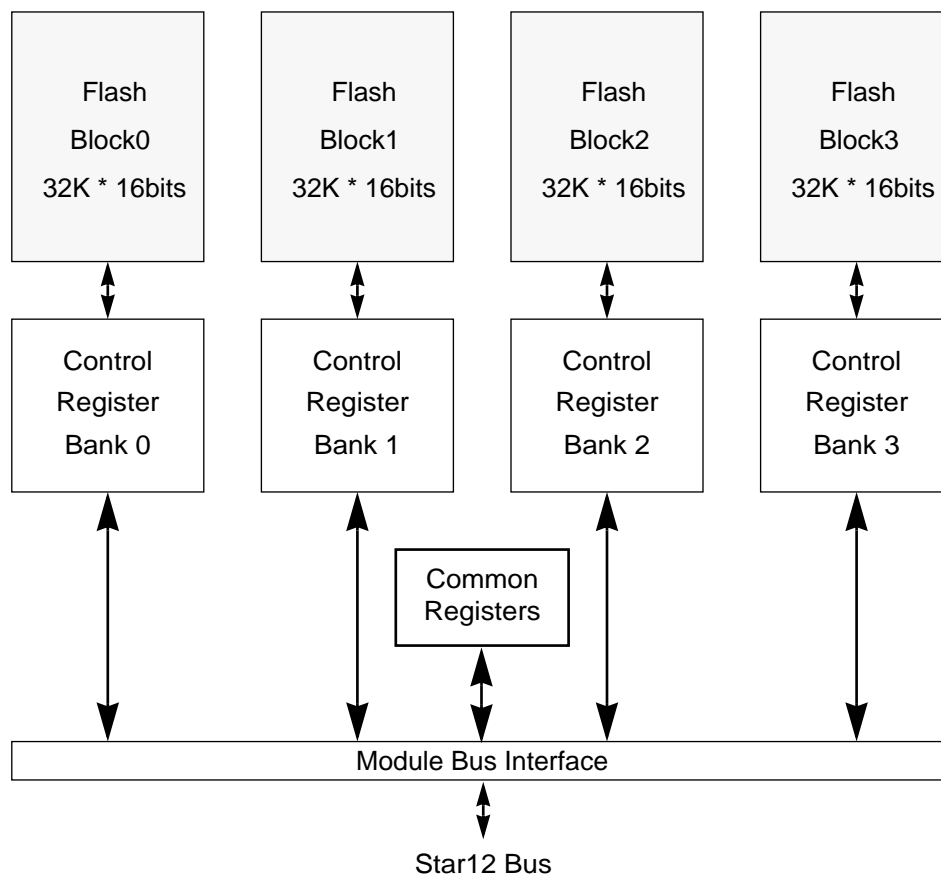 Flash
Block0
32K * 16bits
Flash
Block1
32K * 16bits
Flash
Block2
32K * 16bits
Flash
Block3
32K * 16bits
Control
Register
Bank 0
Control
Register
Bank 1
Control
Register
Bank 2
Control
Register
Bank 3
Common
Registers
Module Bus Interface
Star12 Bus